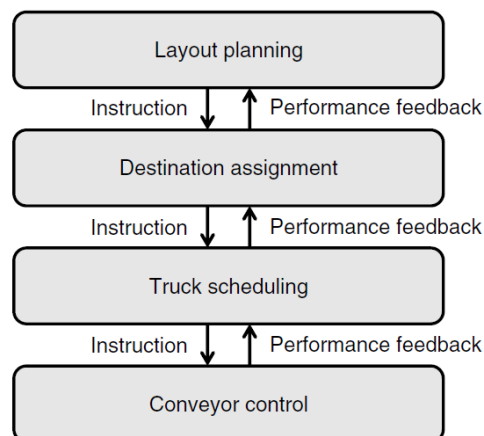 Layout planning
Instruction Performance feedback
Destination assignment
Instruction Performance feedback
Truck scheduling
Instruction Performance feedback
Conveyor control